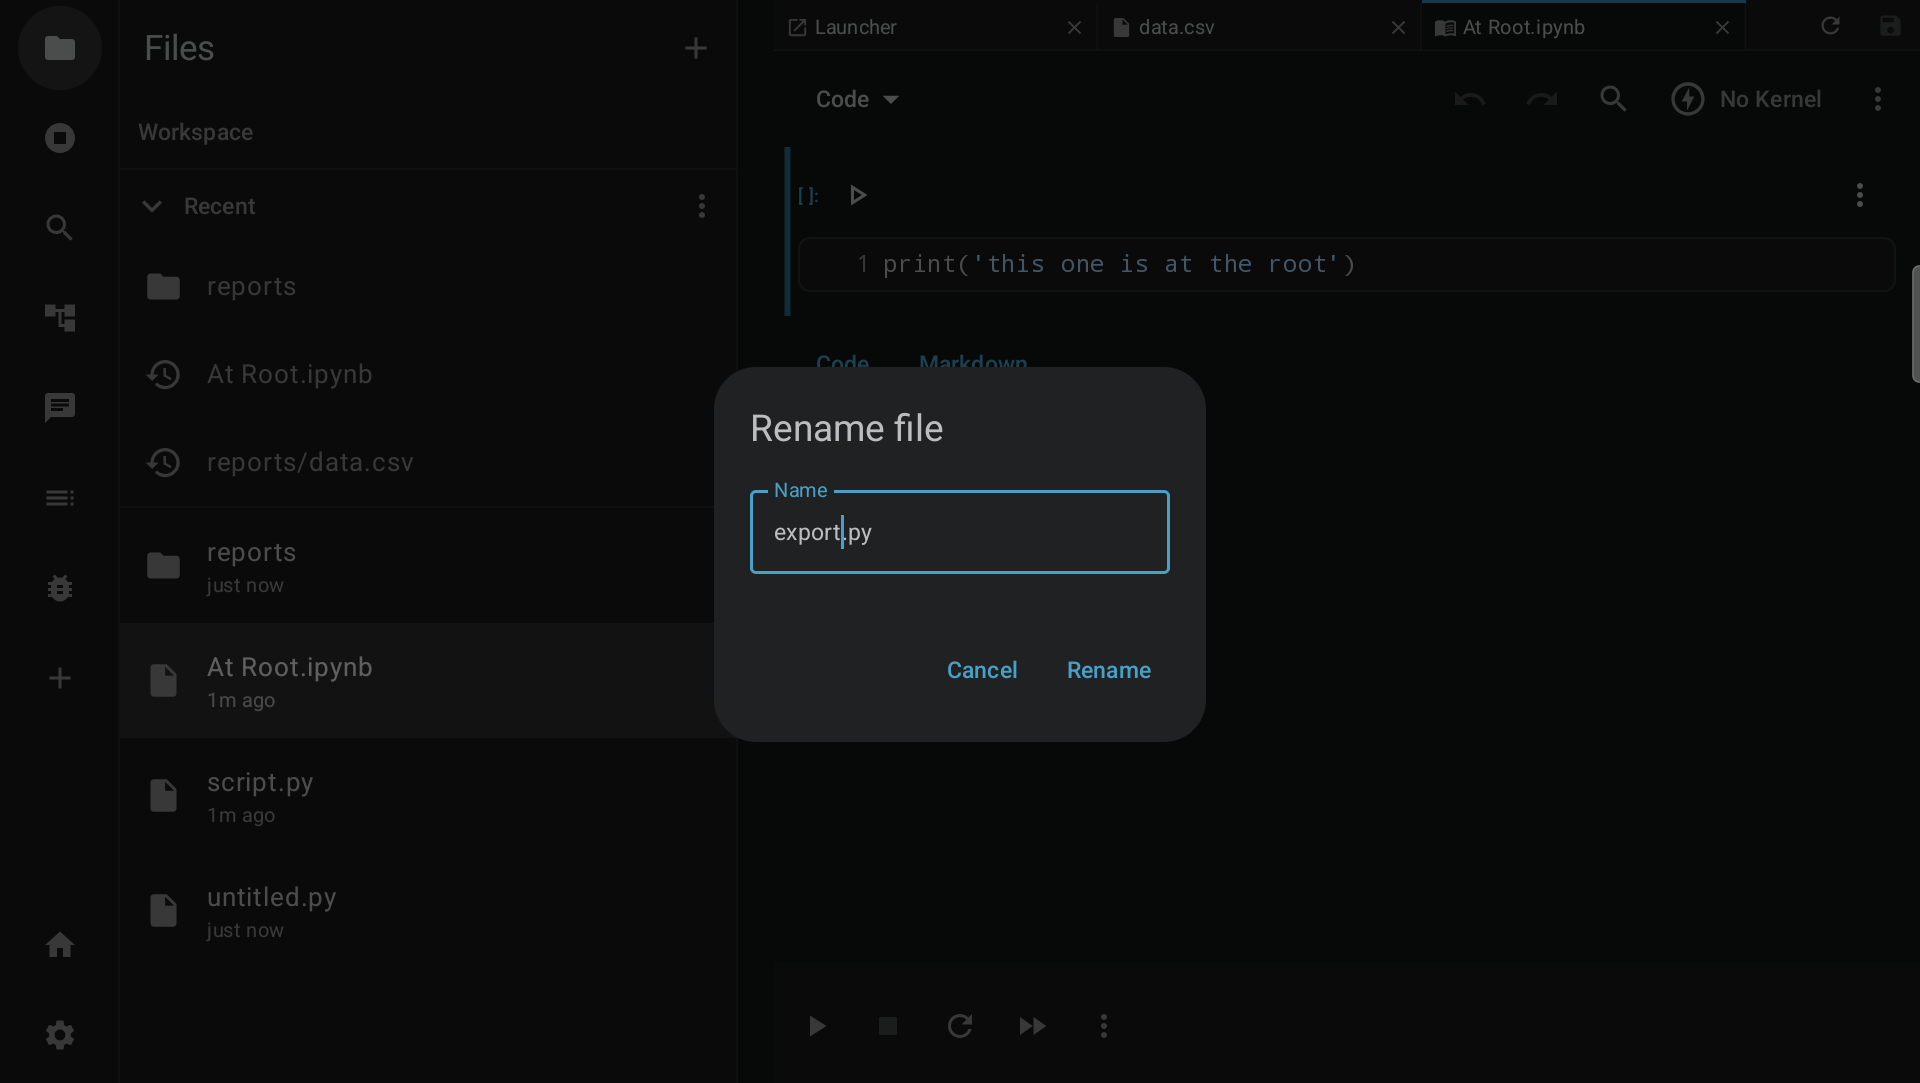 Files
Workspace
Recent
reports
At Root.ipynb
reports/data.csv
reports
just now
At Root.ipynb
1m ago
script.py
1m ago
untitled.py
just now
Launcher
data.csv
At Root.ipynb
Code
No Kernel
[ ]:
1 print('this one is at the root')
Code Markdown
Rename file
Name
export.py
Cancel Rename